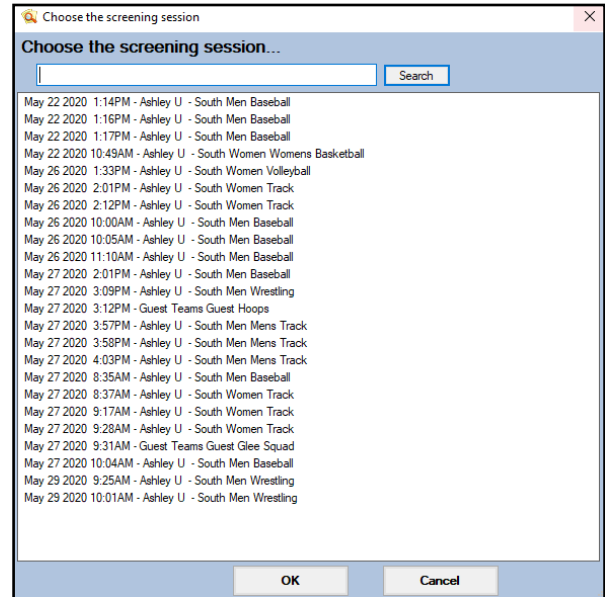 Choose the screening session
Choose the screening session...
Search
May 22 2020  1:14PM - Ashley U  - South Men Baseball
May 22 2020  1:16PM - Ashley U  - South Men Baseball
May 22 2020  1:17PM - Ashley U  - South Men Baseball
May 22 2020 10:49AM - Ashley U  - South Women Womens Basketball
May 26 2020  1:33PM - Ashley U  - South Women Volleyball
May 26 2020  2:01PM - Ashley U  - South Women Track
May 26 2020  2:12PM - Ashley U  - South Women Track
May 26 2020 10:00AM - Ashley U  - South Men Baseball
May 26 2020 10:05AM - Ashley U  - South Men Baseball
May 26 2020 11:10AM - Ashley U  - South Men Baseball
May 27 2020  2:01PM - Ashley U  - South Men Baseball
May 27 2020  3:09PM - Ashley U  - South Men Wrestling
May 27 2020  3:12PM - Guest Teams Guest Hoops
May 27 2020  3:57PM - Ashley U  - South Men Mens Track
May 27 2020  3:58PM - Ashley U  - South Men Mens Track
May 27 2020  4:03PM - Ashley U  - South Men Mens Track
May 27 2020  8:35AM - Ashley U  - South Men Baseball
May 27 2020  8:37AM - Ashley U  - South Women Track
May 27 2020  9:17AM - Ashley U  - South Women Track
May 27 2020  9:28AM - Ashley U  - South Women Track
May 27 2020  9:31AM - Guest Teams Guest Glee Squad
May 27 2020 10:04AM - Ashley U  - South Men Baseball
May 29 2020  9:25AM - Ashley U  - South Men Wrestling
May 29 2020 10:01AM - Ashley U  - South Men Wrestling
OK Cancel